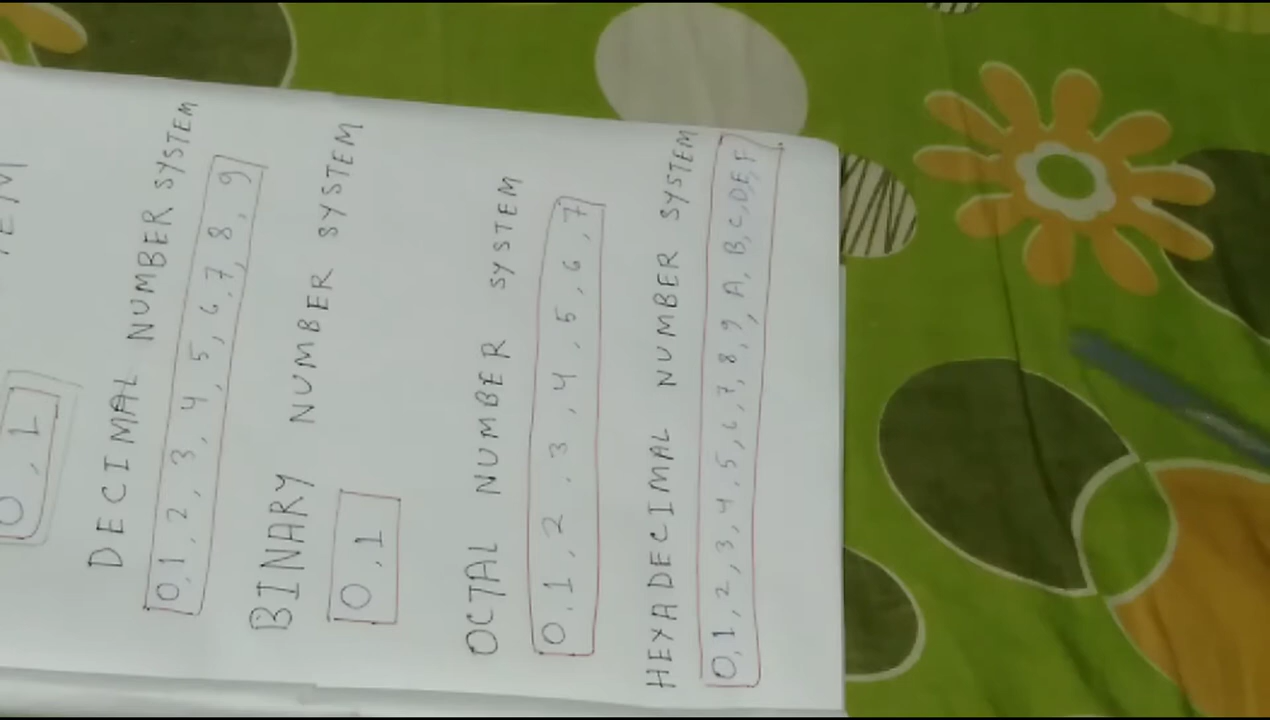 0, 1
DECIMAL NUMBER SYSTEM
0, 1, 2, 3, 4, 5, 6, 7, 8, 9
BINARY NUMBER SYSTEM
0, 1
OCTAL NUMBER SYSTEM
0, 1, 2, 3, 4, 5, 6, 7
HEXADECIMAL NUMBER SYSTEM
0, 1, 2, 3, 4, 5, 6, 7, 8, 9, A, B, C, D, E, F